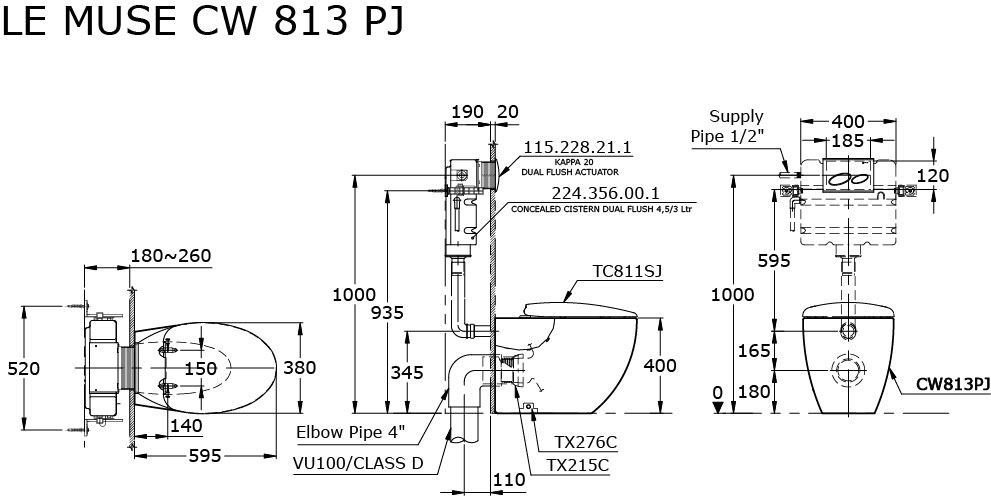 LE MUSE CW 813 PJ
190 20
115.228.21.1
KAPPA 20
DUAL FLUSH ACTUATOR
224.356.00.1
CONCEALED CISTERN DUAL FLUSH 4,5/3 Ltr
Supply
Pipe 1/2"
400
185
120
180~260
TC811SJ
595
1000
935
1000
520
150
380
345
400
165
180
0
CW813PJ
140
595
Elbow Pipe 4"
VU100/CLASS D
TX276C
TX215C
110